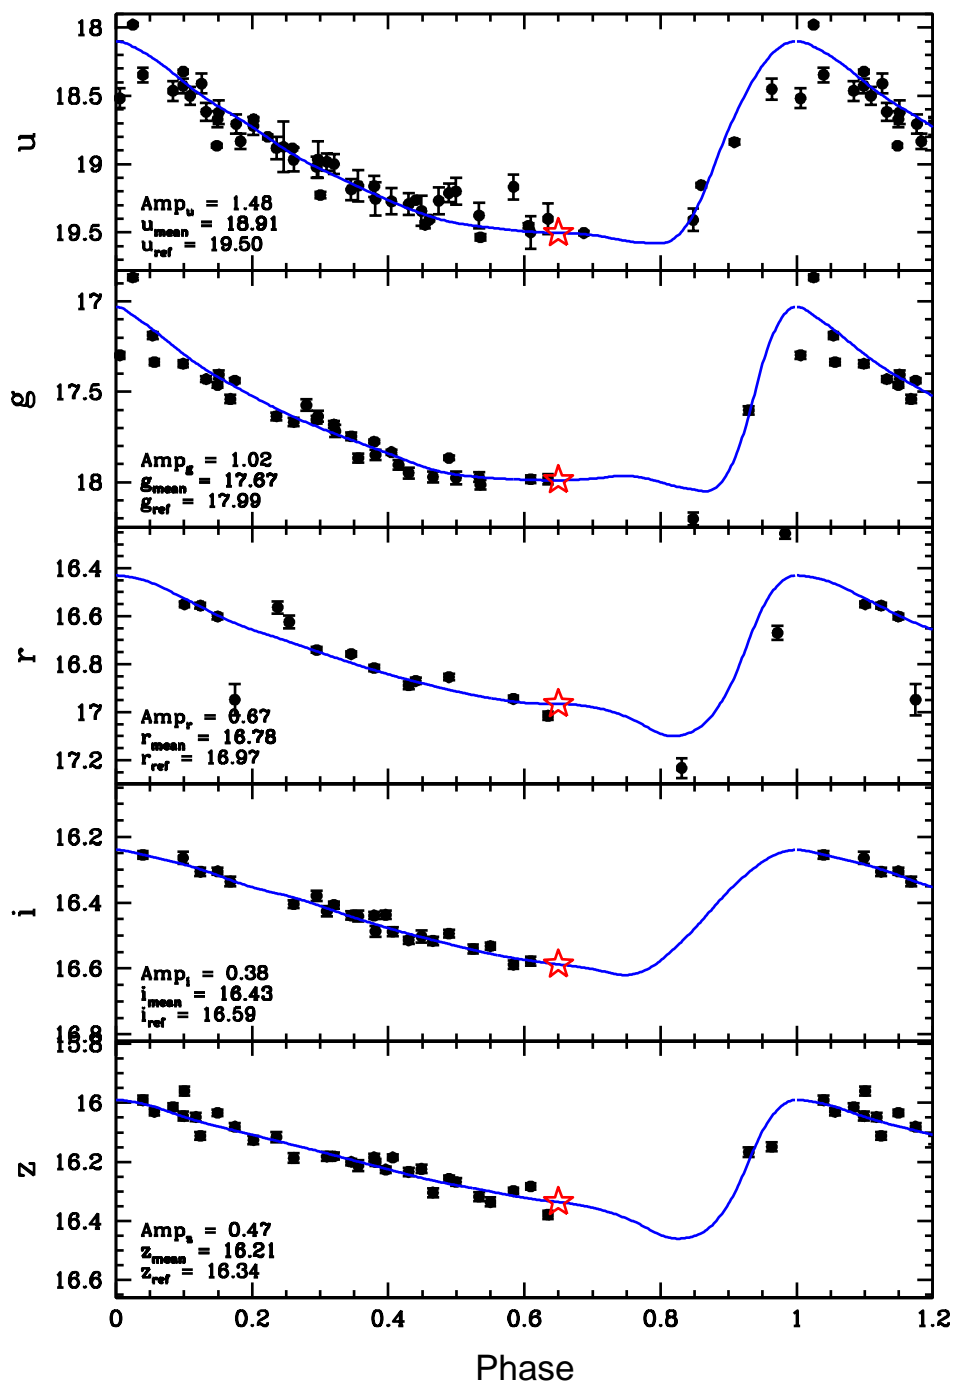 18
18.5
19
19.5
u
Amp_u = 1.48
u_mean = 18.91
u_ref = 19.50
17
17.5
18
g
Amp_g = 1.02
g_mean = 17.67
g_ref = 17.99
16.4
16.6
16.8
17
17.2
r
Amp_r = 0.67
r_mean = 16.78
r_ref = 16.97
16.2
16.4
16.6
16.8
i
Amp_i = 0.38
i_mean = 16.43
i_ref = 16.59
15.8
16
16.2
16.4
16.6
z
Amp_z = 0.47
z_mean = 16.21
z_ref = 16.34
0 0.2 0.4 0.6 0.8 1 1.2
Phase